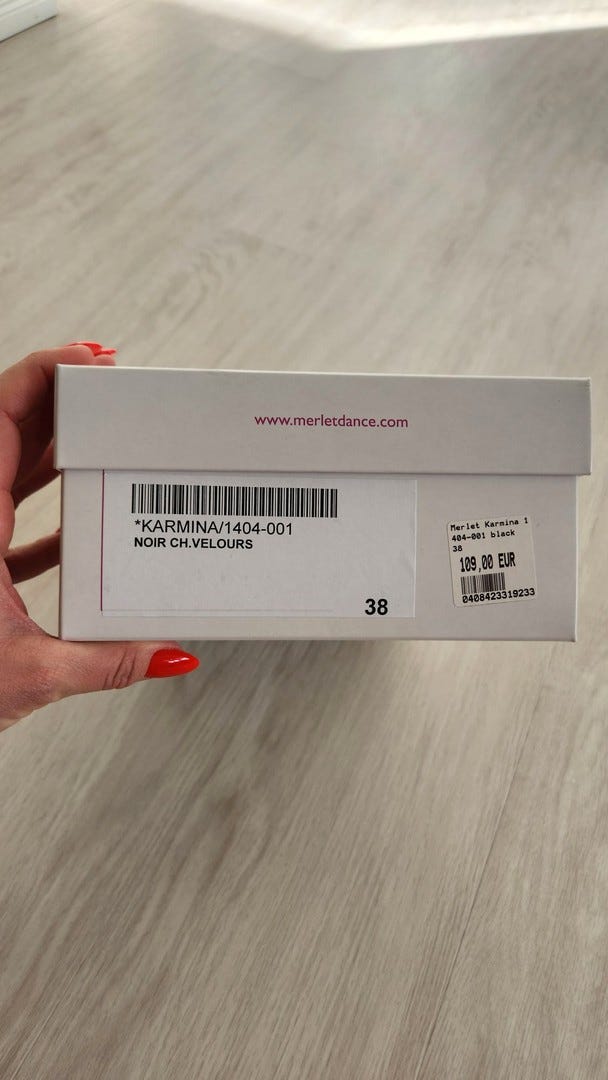 www.merletdance.com
*KARMINA/1404-001
NOIR CH.VELOURS
38
Merlet Karmina 1
404-001 black
38
109,00 EUR
0408423319233